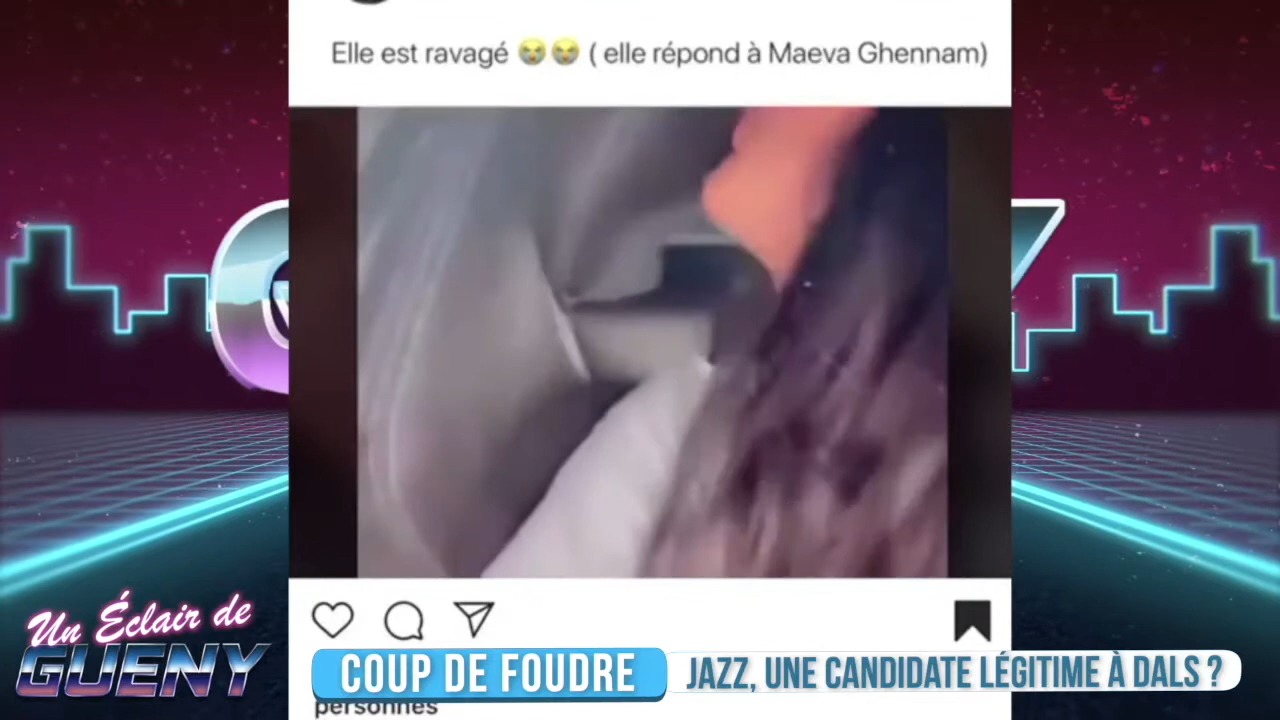 Elle est ravagé 😭😭 ( elle répond à Maeva Ghennam)
Un Éclair de
GUENY
COUP DE FOUDRE
JAZZ, UNE CANDIDATE LÉGITIME À DALS ?
personnes